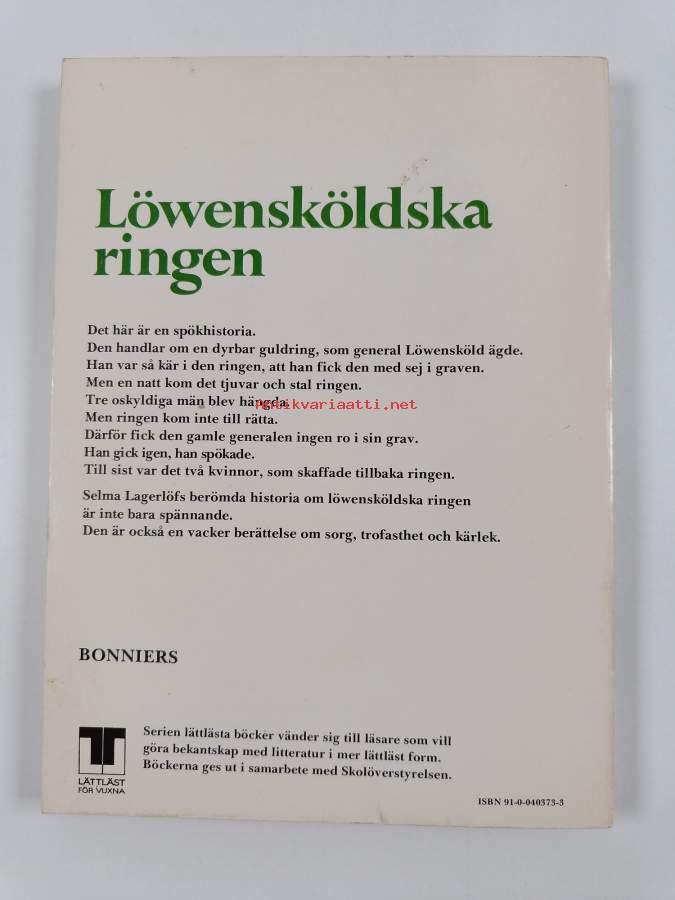 Löwensköldska
ringen
Det här är en spökhistoria.
Den handlar om en dyrbar guldring, som general Löwensköld ägde.
Han var så kär i den ringen, att han fick den med sej i graven.
Men en natt kom det tjuvar och stal ringen.
Tre oskyldiga män blev hängda.
Antikvariaatti.net
Men ringen kom inte till rätta.
Därför fick den gamle generalen ingen ro i sin grav.
Han gick igen, han spökade.
Till sist var det två kvinnor, som skaffade tillbaka ringen.
Selma Lagerlöfs berömda historia om löwensköldska ringen
är inte bara spännande.
Den är också en vacker berättelse om sorg, trofasthet och kärlek.
BONNIERS
LÄTTLÄST
FÖR VUXNA
Serien lättlästa böcker vänder sig till läsare som vill
göra bekantskap med litteratur i mer lättläst form.
Böckerna ges ut i samarbete med Skolöverstyrelsen.
ISBN 91-0-040373-3